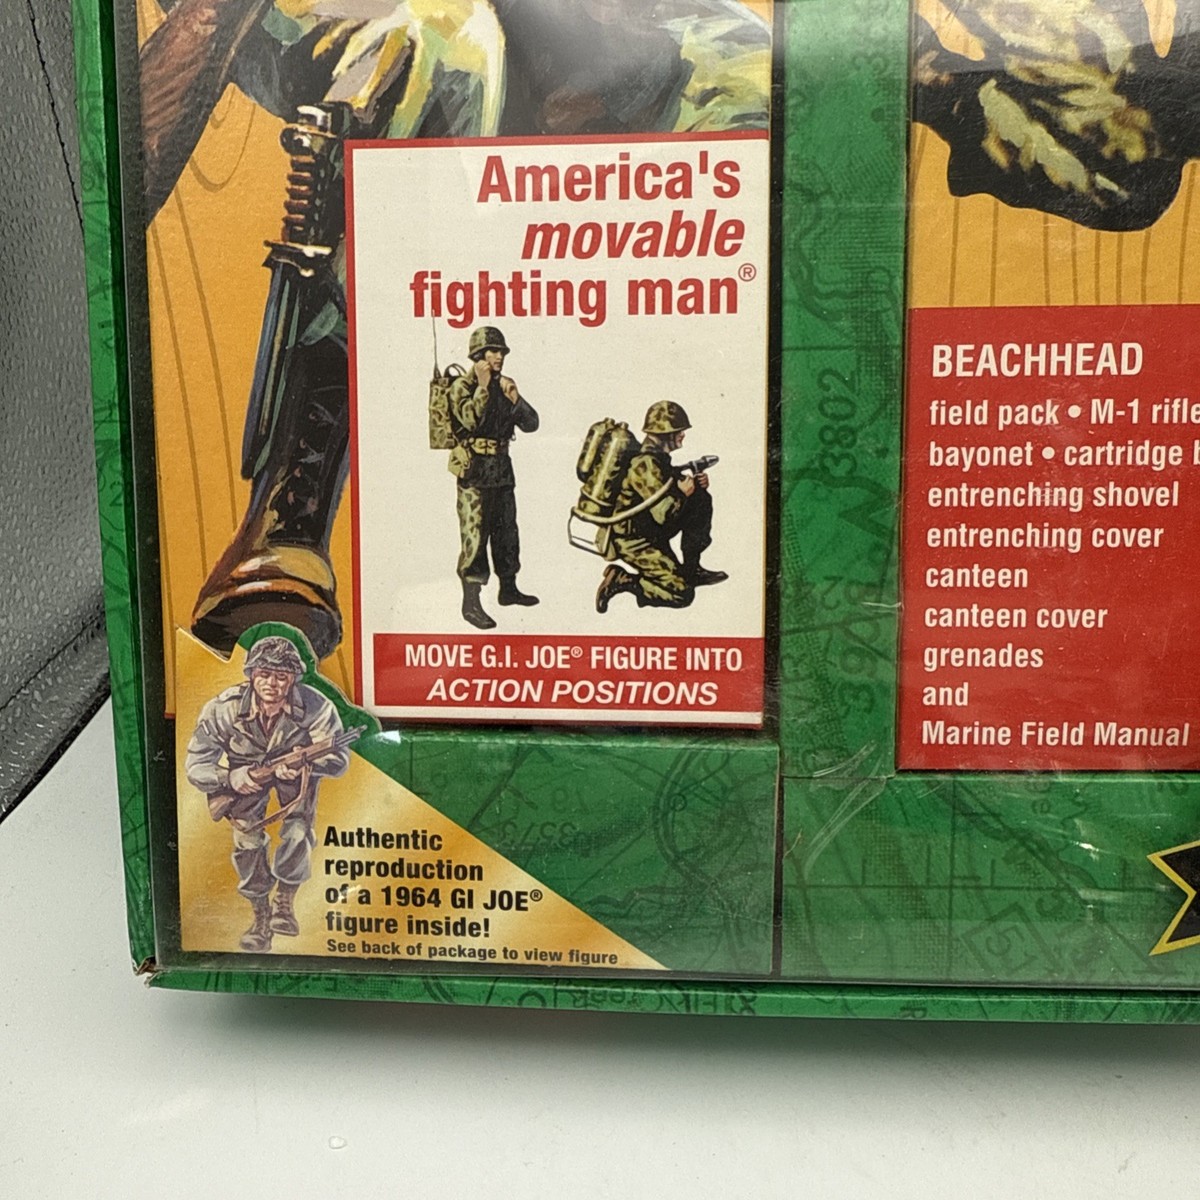 America's
movable
fighting man®
MOVE G.I. JOE® FIGURE INTO
ACTION POSITIONS
BEACHHEAD
field pack • M-1 rifle
bayonet • cartridge
entrenching shovel
entrenching cover
canteen
canteen cover
grenades
and
Marine Field Manual
3802
Authentic
reproduction
of a 1964 GI JOE®
figure inside!
See back of package to view figure